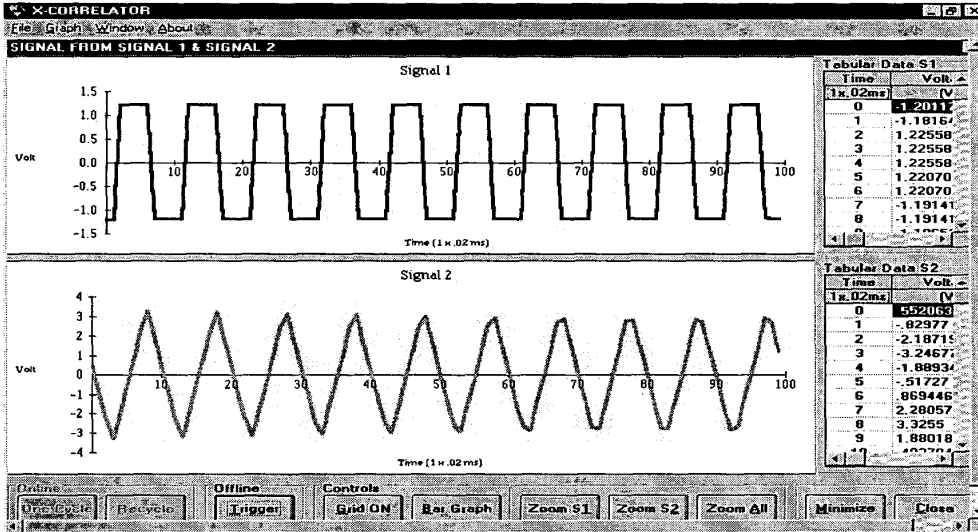 X-CORRELATOR
File Graph Window About
SIGNAL FROM SIGNAL 1 & SIGNAL 2
Signal 1
1.5
1.0
0.5
0.0
-0.5
-1.0
-1.5
Volt
10 20 30 40 50 60 70 80 90 100
Time (1 x .02 ms)
Tabular Data S1
Time Volt
1x.02ms) (V
0 -1.20117
1 -1.18164
2 1.22558
3 1.22558
4 1.22558
5 1.22070
6 1.22070
7 -1.19141
8 -1.19141
Signal 2
4
3
2
1
0
-1
-2
-3
-4
Volt
10 20 30 40 50 60 70 80 90 100
Time (1 x .02 ms)
Tabular Data S2
Time Volt
1x.02ms) (V
0 552063
1 -.82977
2 -2.18719
3 -3.24677
4 -1.88934
5 -.51727
6 .869446
7 2.28057
8 3.3255
9 1.88018
Online Offline Controls
One Cycle Recycle Trigger Grid ON Bar Graph Zoom S1 Zoom S2 Zoom All Minimize Close